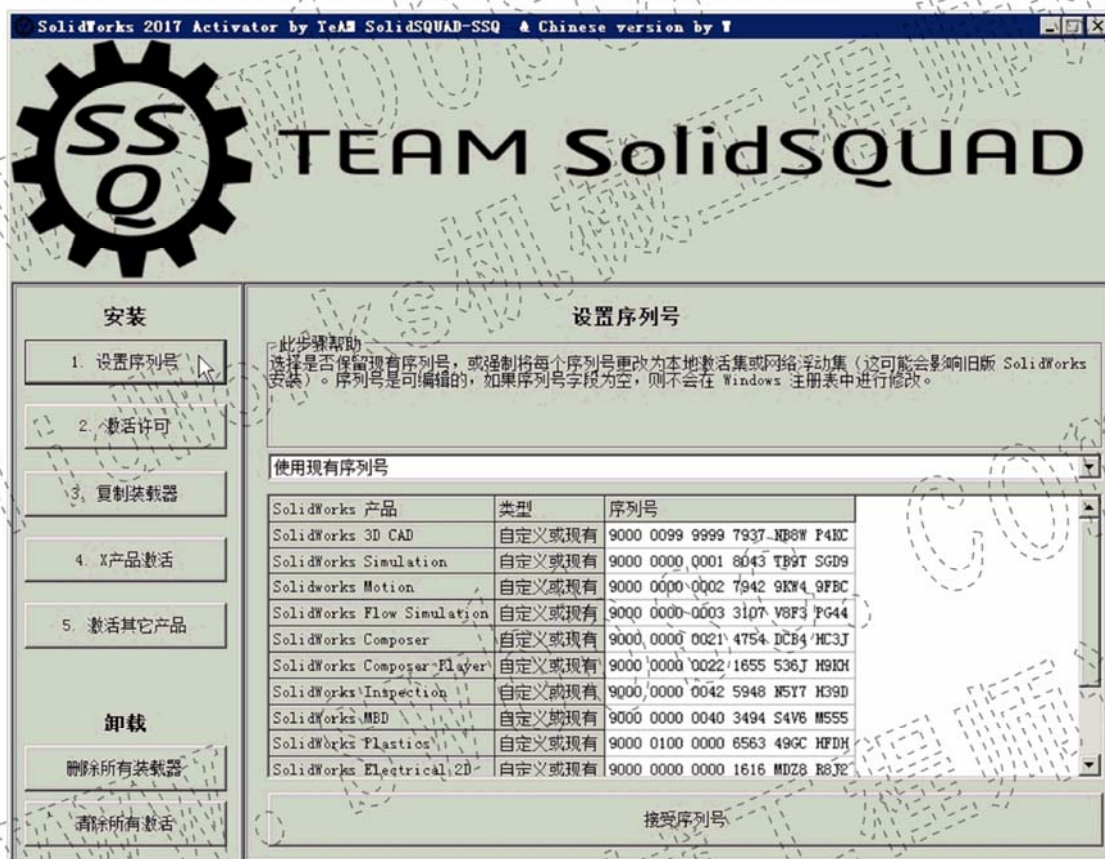 SolidWorks 2017 Activator by TeAM SolidSQUAD-SSQ & Chinese version by W
SSQ
TEAM SolidSQUAD
安装
1. 设置序列号
2. 激活许可
3. 复制装载器
4. X产品激活
5. 激活其它产品
卸载
删除所有装载器
清除所有激活
设置序列号
此步骤帮助
选择是否保留现有序列号，或强制将每个序列号更改为本地激活集或网络浮动集（这可能会影响旧版 SolidWorks
安装）。序列号是可编辑的，如果序列号字段为空，则不会在 Windows 注册表中进行修改。
使用现有序列号
SolidWorks 产品 类型 序列号
SolidWorks 3D CAD 自定义或现有 9000 0099 9999 7937 NB8W P4KC
SolidWorks Simulation 自定义或现有 9000 0000 0001 8043 TB9T SGD9
Solidworks Motion 自定义或现有 9000 0000 0002 7942 9KW4 9FBC
SolidWorks Flow Simulation 自定义或现有 9000 0000 0003 3107 V8F3 PG44
SolidWorks Composer 自定义或现有 9000 0000 0021 4754 DCB4 HC3J
SolidWorks Composer Player 自定义或现有 9000 0000 0022 1655 536J H9KH
SolidWorks Inspection 自定义或现有 9000 0000 0042 5948 N5Y7 H39D
SolidWorks MBD 自定义或现有 9000 0000 0040 3494 S4V6 M555
SolidWorks Plastics 自定义或现有 9000 0100 0000 6563 49GC HFDH
SolidWorks Electrical 2D 自定义或现有 9000 0000 0000 1616 MDZ8 R8J2
接受序列号